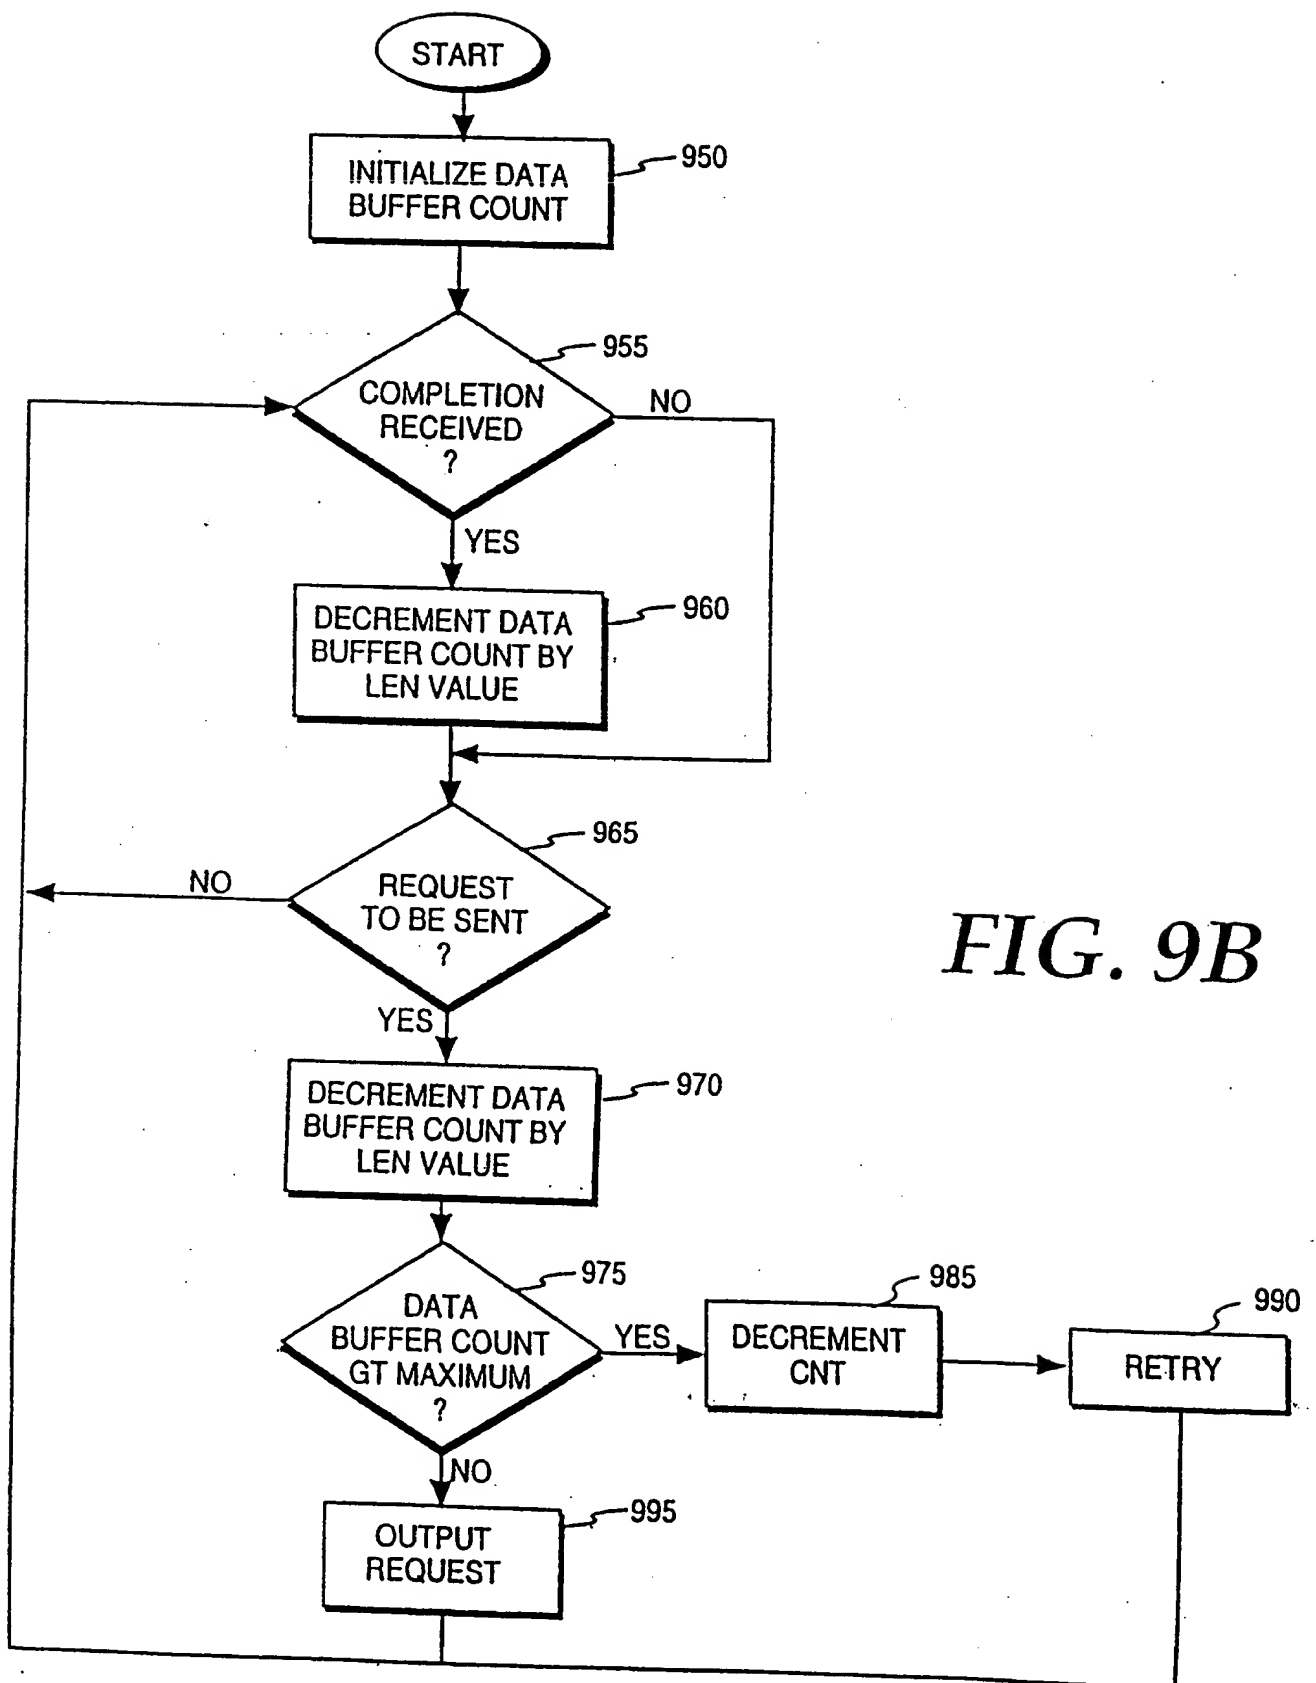 START
INITIALIZE DATA
BUFFER COUNT
950
COMPLETION
RECEIVED
?
955
NO
YES
DECREMENT DATA
BUFFER COUNT BY
LEN VALUE
960
REQUEST
TO BE SENT
?
965
NO
YES
FIG. 9B
DECREMENT DATA
BUFFER COUNT BY
LEN VALUE
970
DATA
BUFFER COUNT
GT MAXIMUM
?
975
YES
DECREMENT
CNT
985
RETRY
990
NO
OUTPUT
REQUEST
995